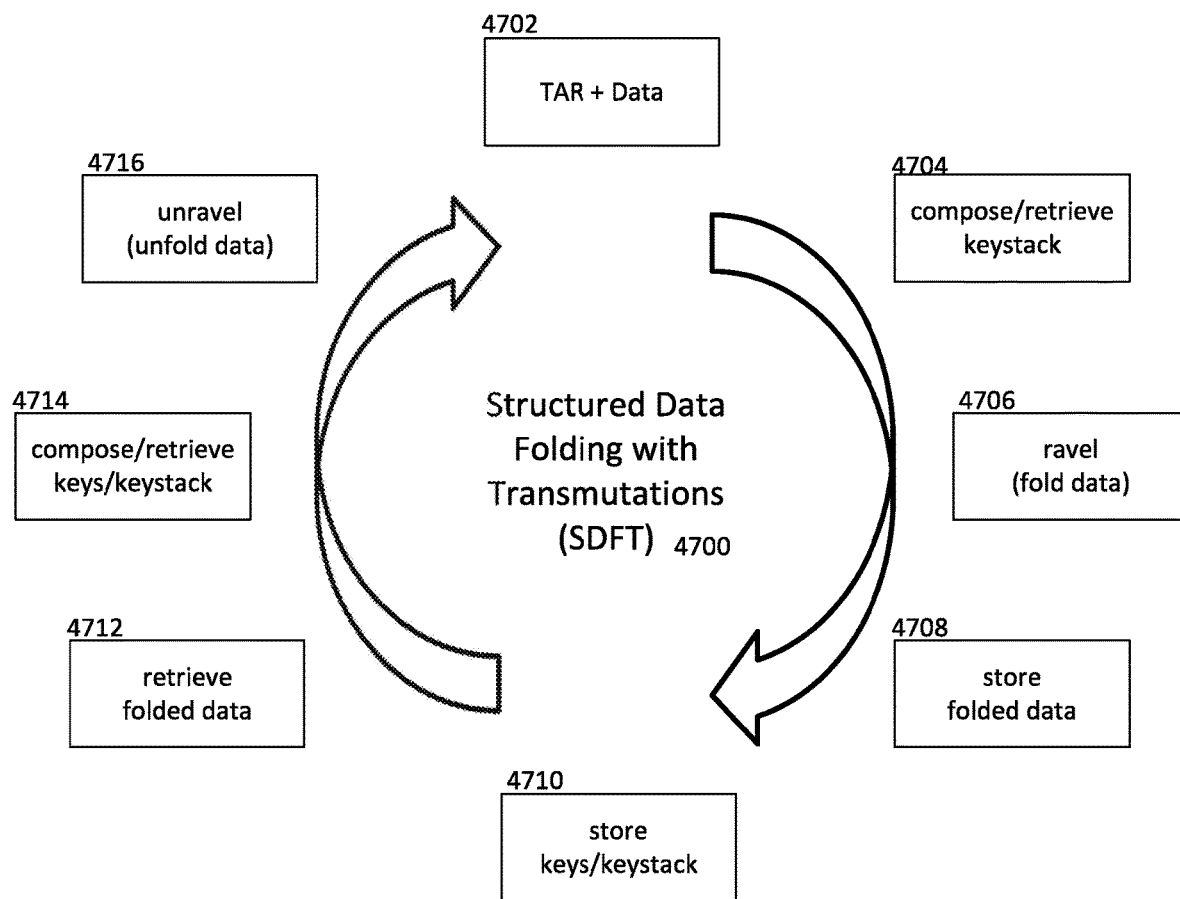 4702
TAR + Data
4716
unravel
(unfold data)
4704
compose/retrieve
keystack
4714
compose/retrieve
keys/keystack
Structured Data
Folding with
Transmutations
(SDFT) 4700
4706
ravel
(fold data)
4712
retrieve
folded data
4708
store
folded data
4710
store
keys/keystack